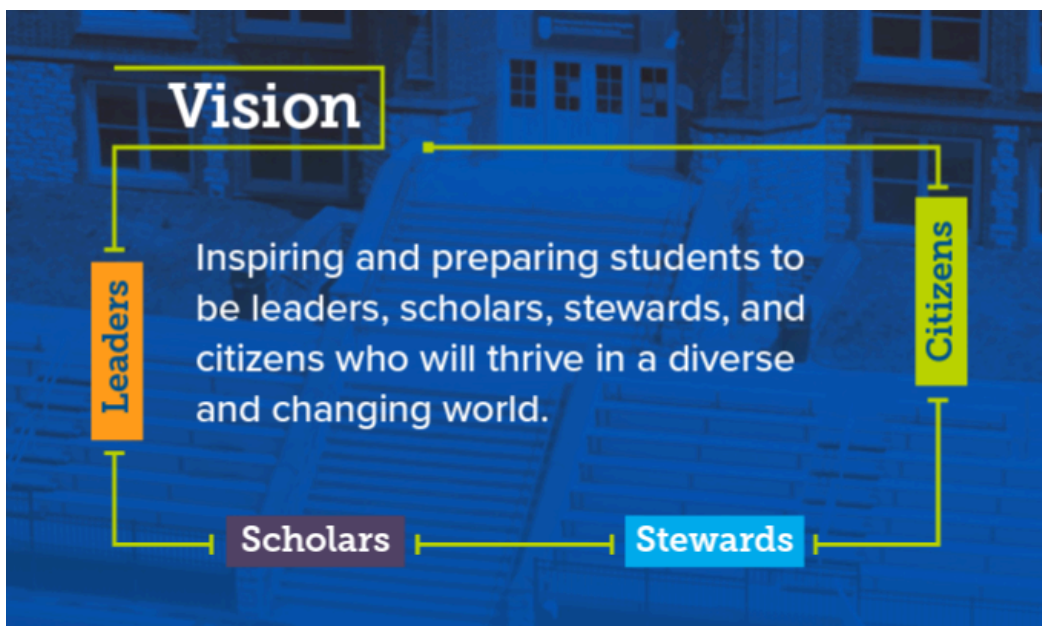 Vision
Inspiring and preparing students to
be leaders, scholars, stewards, and
citizens who will thrive in a diverse
and changing world.
Leaders
Scholars
Stewards
Citizens